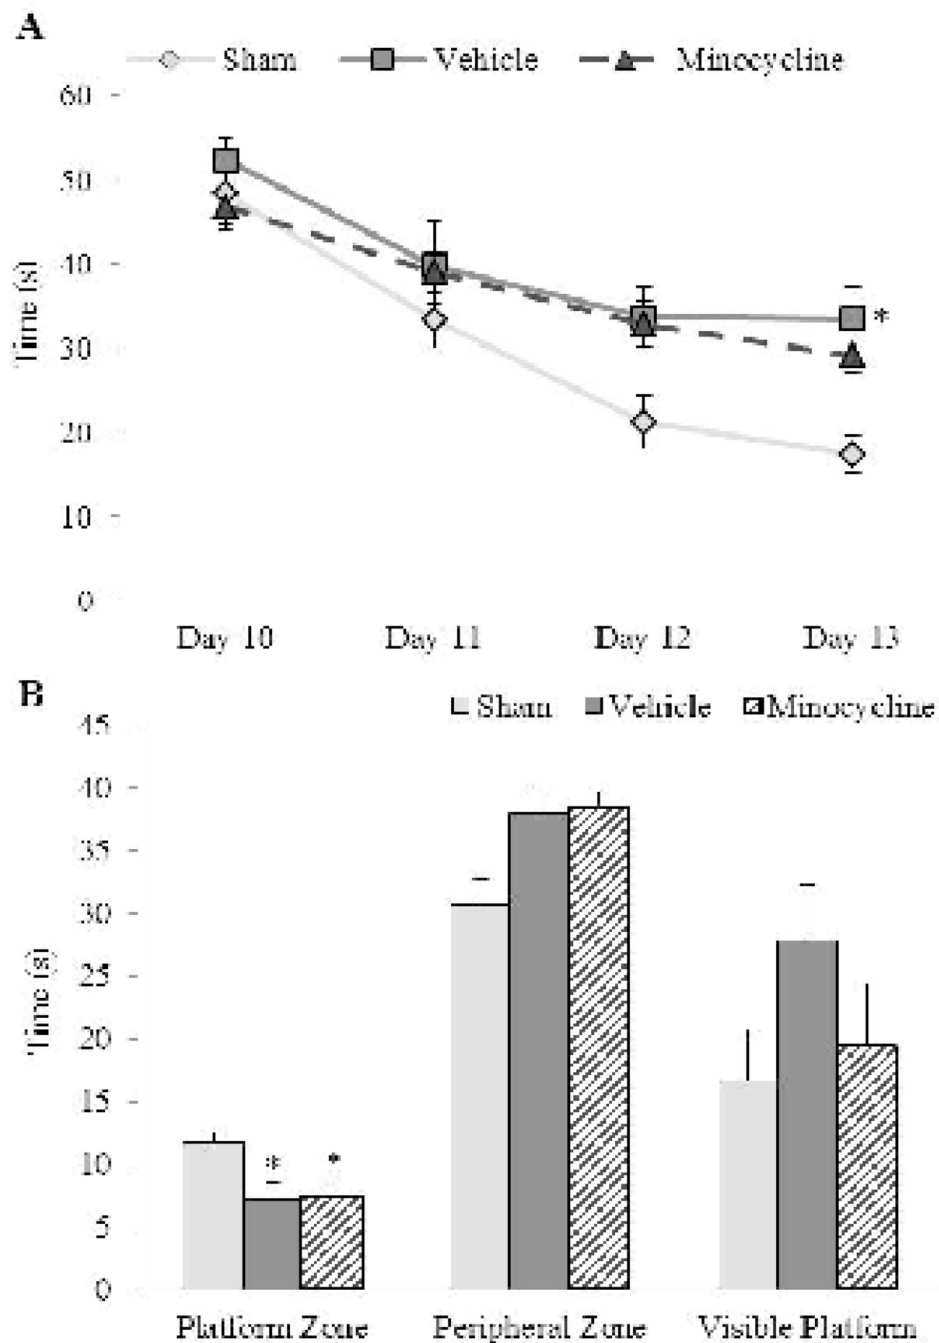 A
Sham Vehicle Minocycline
60
50
40
30
20
10
0
Time (s)
*
Day 10 Day 11 Day 12 Day 13
B
Sham Vehicle Minocycline
45
40
35
30
25
20
15
10
5
0
Time (s)
* *
Platform Zone Peripheral Zone Visible Platform